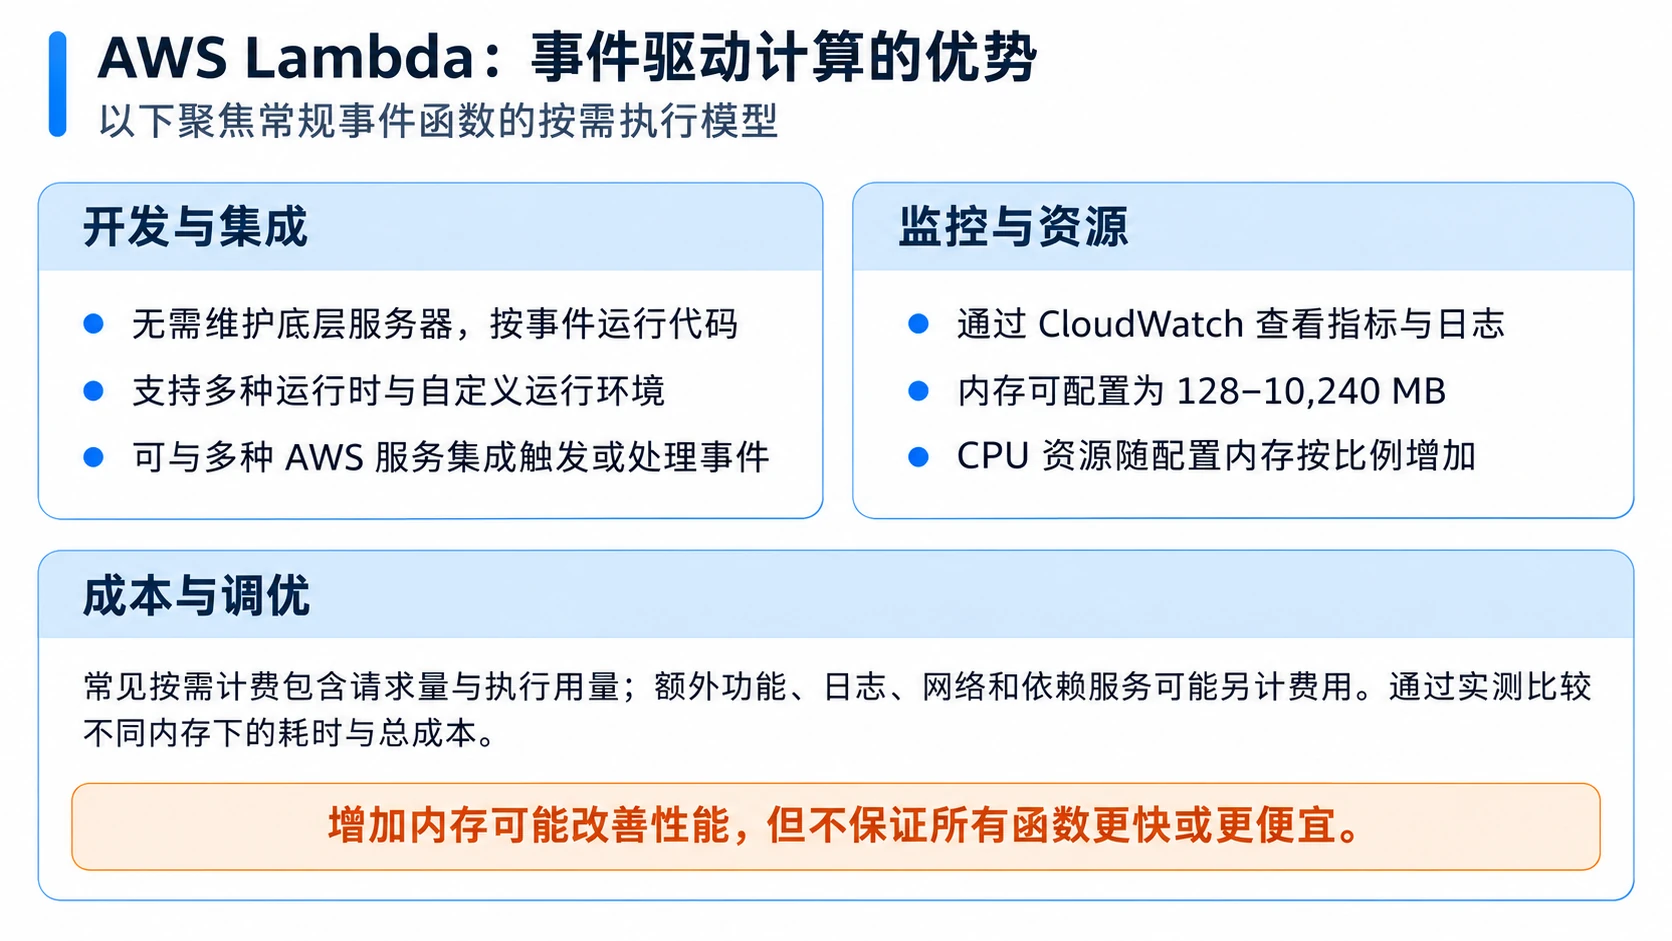 AWS Lambda：事件驱动计算的优势
以下聚焦常规事件函数的按需执行模型
开发与集成
无需维护底层服务器，按事件运行代码
支持多种运行时与自定义运行环境
可与多种 AWS 服务集成触发或处理事件
监控与资源
通过 CloudWatch 查看指标与日志
内存可配置为 128–10,240 MB
CPU 资源随配置内存按比例增加
成本与调优
常见按需计费包含请求量与执行用量；额外功能、日志、网络和依赖服务可能另计费用。通过实测比较
不同内存下的耗时与总成本。
增加内存可能改善性能，但不保证所有函数更快或更便宜。